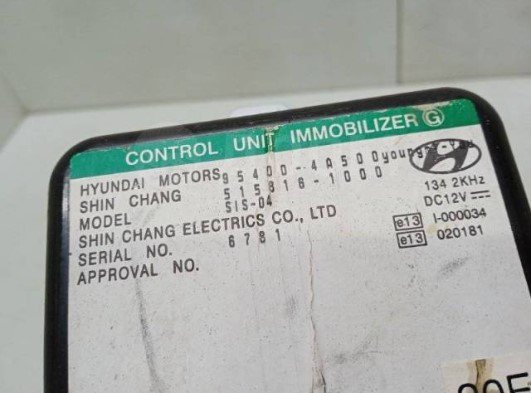 CONTROL UNIT IMMOBILIZER G
HYUNDAI MOTORS 95400-4A500
SHIN CHANG 515816-1000
MODEL SIS-04
SHIN CHANG ELECTRICS CO., LTD
SERIAL NO. 6781
APPROVAL NO.
134 2KHz
DC12V
e13 I-000034
e13 020181